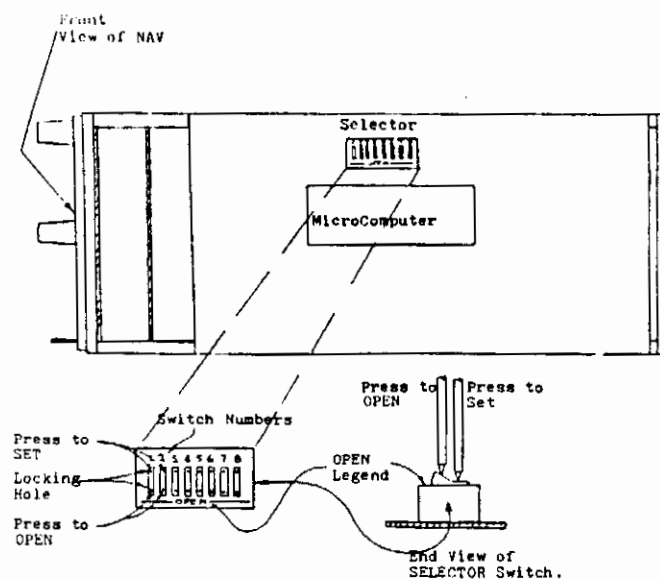 Front
View of NAV
Selector
MicroComputer
Press to
OPEN
Press to
Set
Switch Numbers
Press to
SET
1 2 3 4 5 6 7 8
Locking
Hole
OPEN
Legend
Press to
OPEN
OPEN
End View of
SELECTOR Switch.